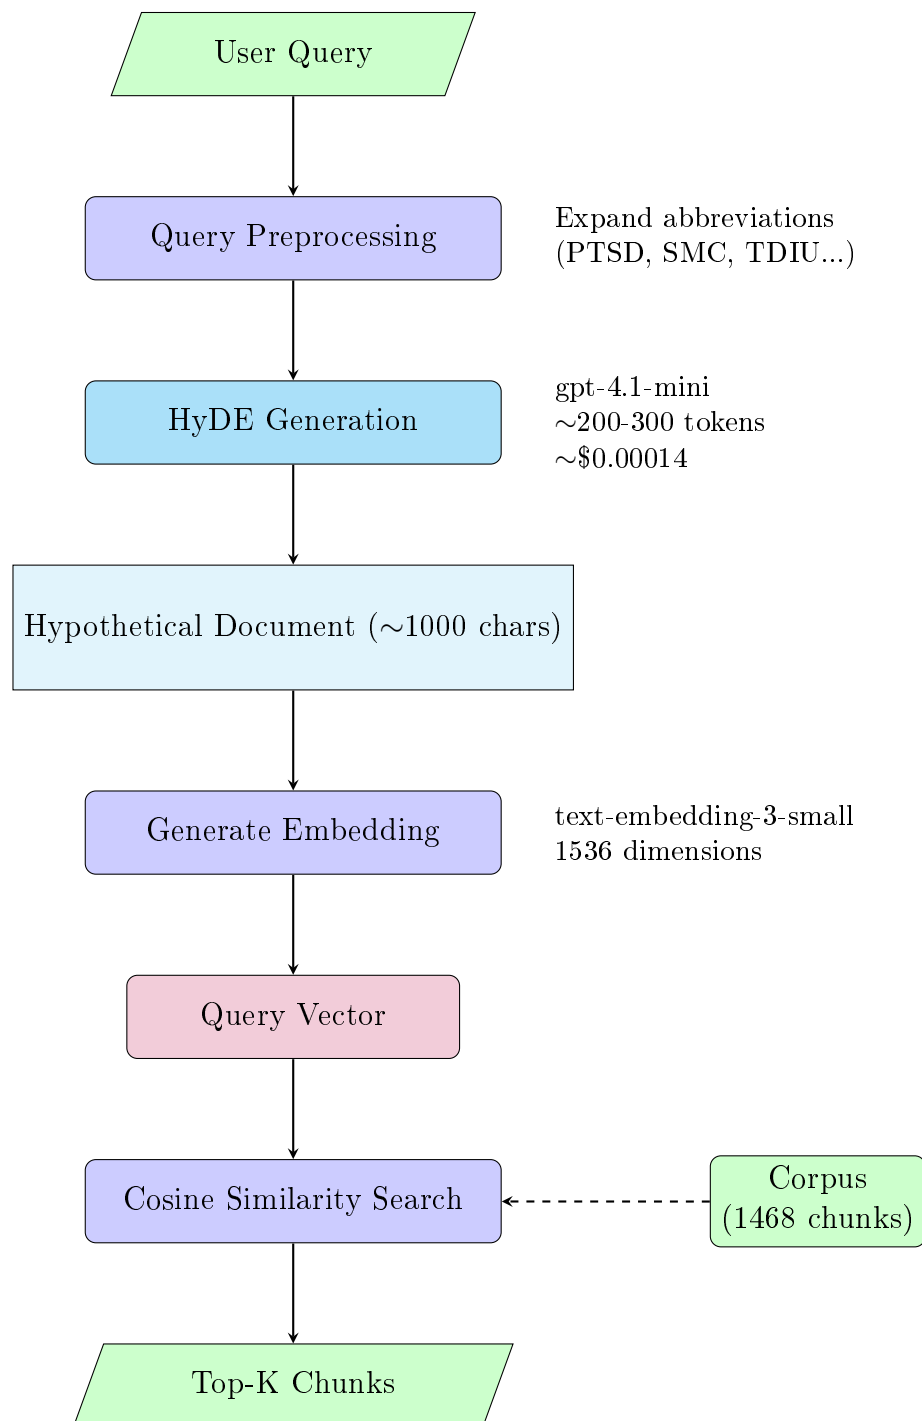 User Query
Query Preprocessing
Expand abbreviations
(PTSD, SMC, TDIU...)
HyDE Generation
gpt-4.1-mini
~200-300 tokens
~$0.00014
Hypothetical Document (~1000 chars)
Generate Embedding
text-embedding-3-small
1536 dimensions
Query Vector
Cosine Similarity Search
Corpus
(1468 chunks)
Top-K Chunks